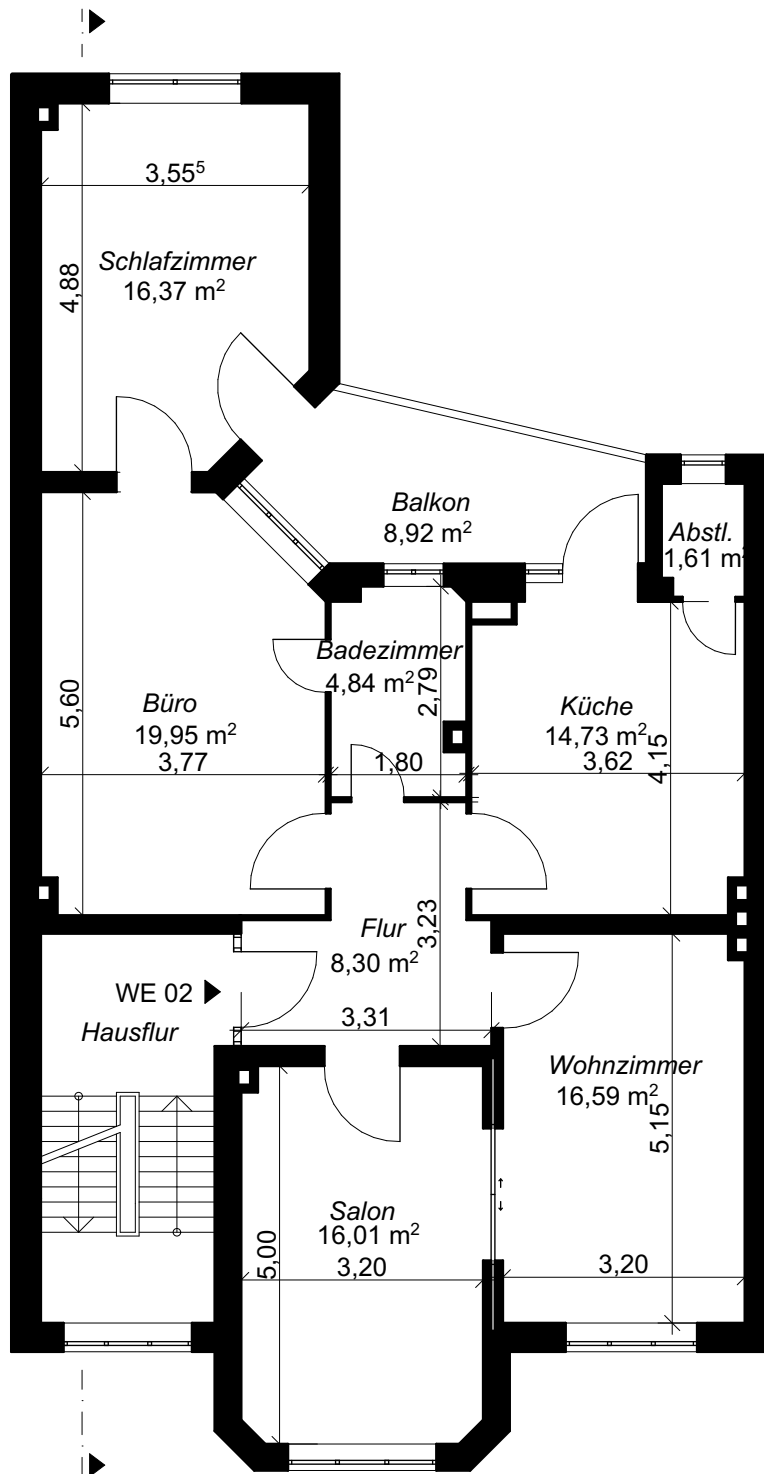 3,55⁵
4,88
Schlafzimmer
16,37 m²
Balkon
8,92 m²
Abstl.
1,61 m²
Badezimmer
4,84 m²
2,79
1,80
Büro
19,95 m²
3,77
5,60
Küche
14,73 m²
3,62
4,15
Flur
8,30 m²
3,23
3,31
WE 02
Hausflur
Wohnzimmer
16,59 m²
5,15
3,20
Salon
16,01 m²
3,20
5,00